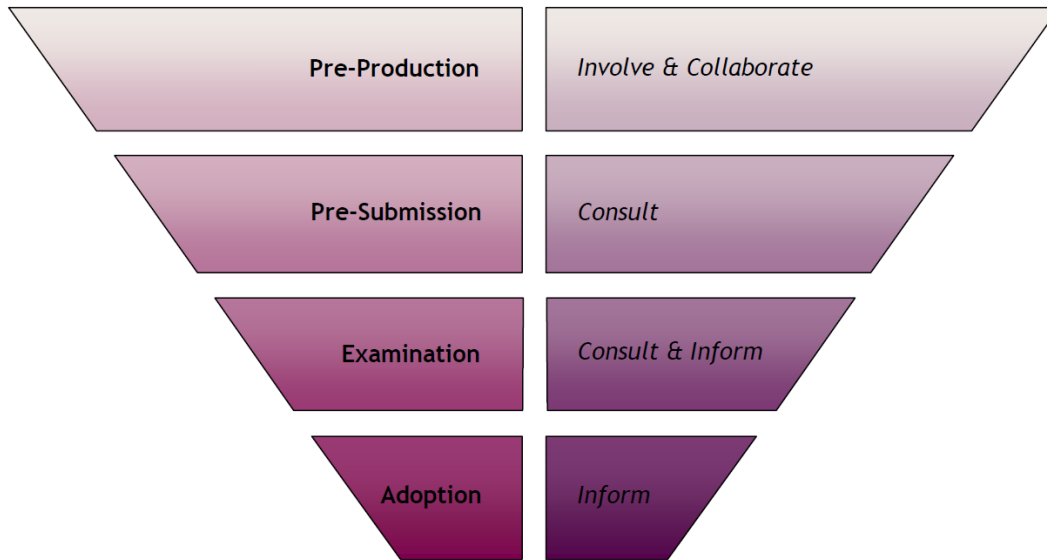 Pre-Production
Involve & Collaborate
Pre-Submission
Consult
Examination
Consult & Inform
Adoption
Inform